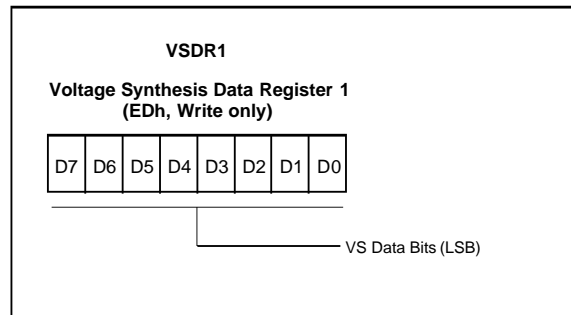 VSDR1
Voltage Synthesis Data Register 1
(EDh, Write only)
D7 D6 D5 D4 D3 D2 D1 D0
VS Data Bits (LSB)